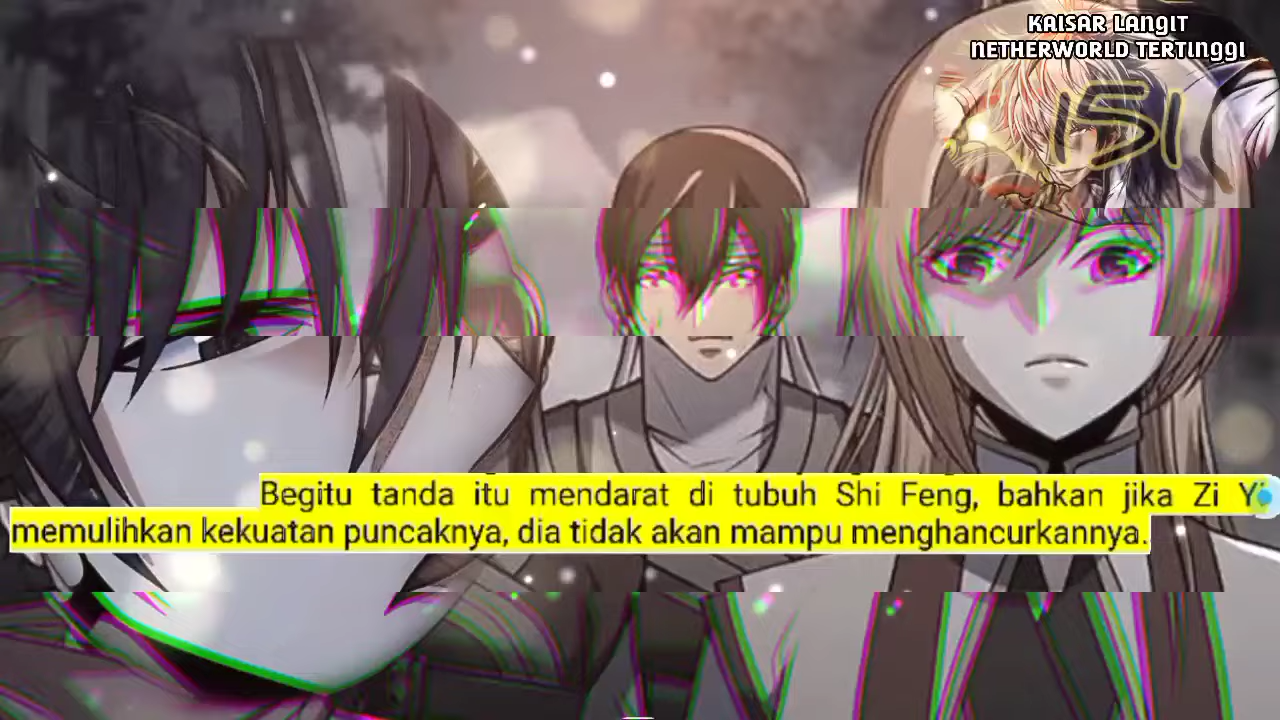 KAISAR LANGIT
NETHERWORLD TERTINGGI
151
Begitu tanda itu mendarat di tubuh Shi Feng, bahkan jika Zi Yi
memulihkan kekuatan puncaknya, dia tidak akan mampu menghancurkannya.